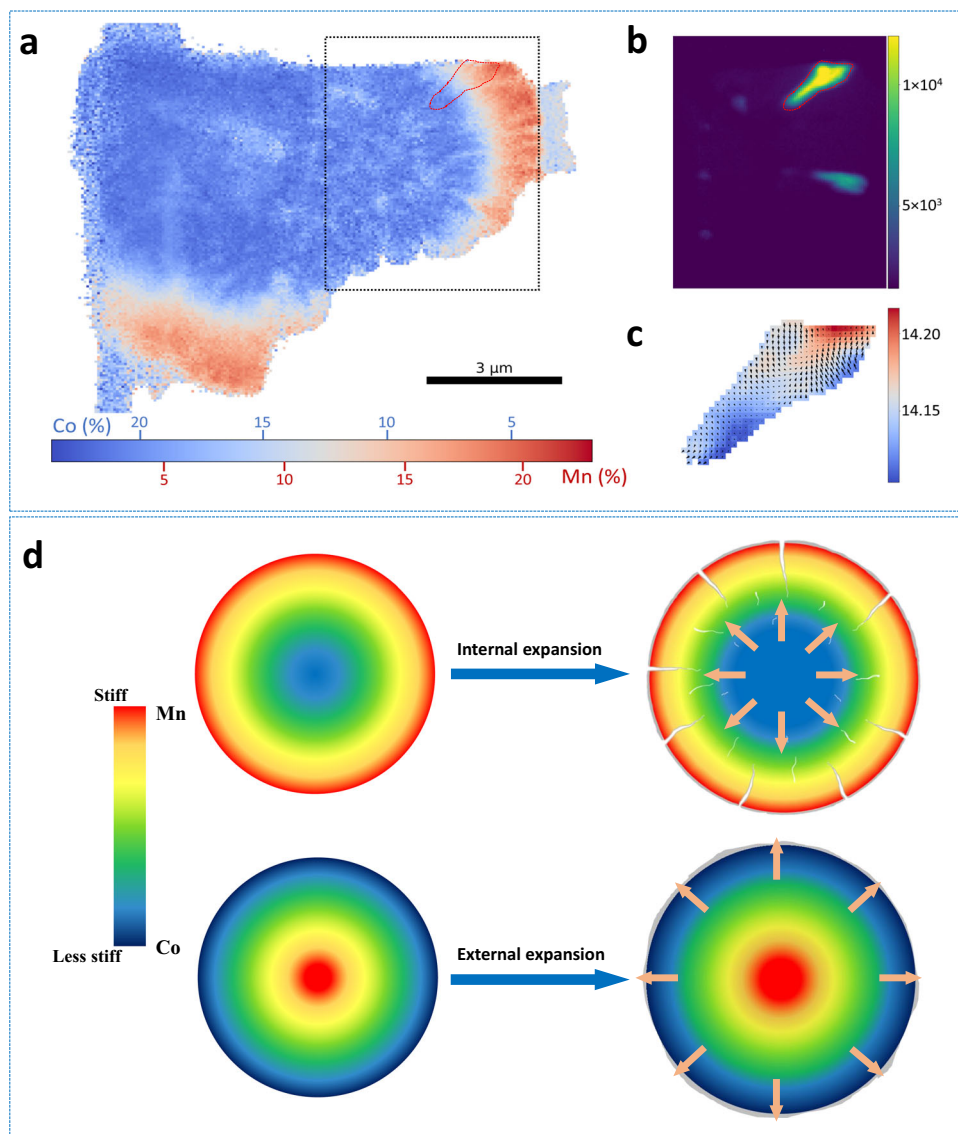 a
3 μm
Co (%)
20
15
10
5
5
10
15
20
Mn (%)
b
1×10⁴
5×10³
c
14.20
14.15
d
Stiff
Mn
Less stiff
Co
Internal expansion
External expansion